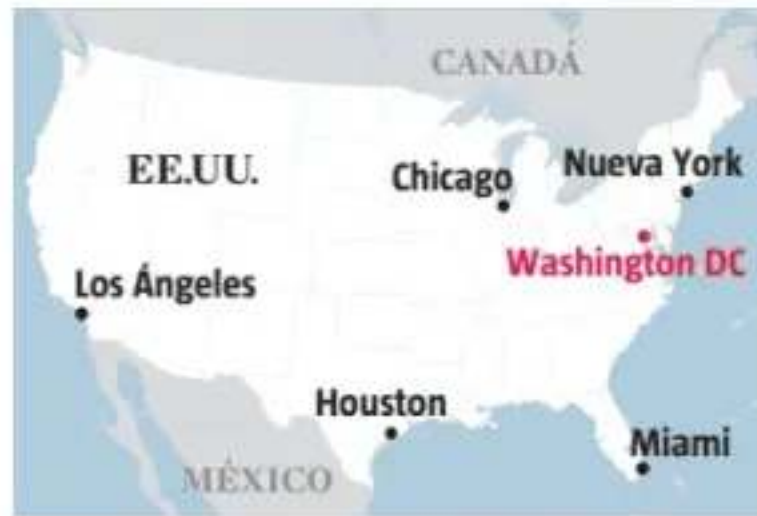 CANADÁ
EE.UU.
Chicago
Nueva York
Washington DC
Los Ángeles
Houston
Miami
MÉXICO